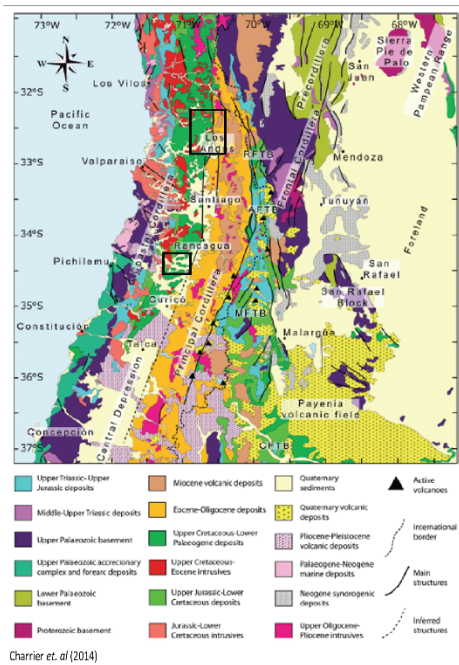 73°W 72°W 71°W 70°W 69°W 68°W
N
W E
S
32°S
33°S
34°S
35°S
36°S
37°S
Los Vilos
Pacific
Ocean
Valparaiso
Pichilemu
Constitución
Concepción
Coastal Cordillera
Los
Andes
Santiago
Rancagua
Curicó
Talca
Central Depression
Principal Cordillera
RFTB
AFTB
MFTB
CFTB
Frontal Cordillera
Precordillera
San
Juan
Sierra
Pie de
Palo
Western
Pampean Range
Mendoza
Tunuyán
Foreland
San
Rafael
San Rafael
Block
Malargüe
Payenia
volcanic field
Upper Triassic- Upper
Jurassic deposits
Middle-Upper Triassic deposits
Upper Palaeozoic basement
Upper Palaeozoic accrecionary
complex and forearc deposits
Lower Palaeozoic
basement
Proterozoic basement
Miocene volcanic deposits
Eocene-Oligocene deposits
Upper Cretaceous-Lower
Palaeogene deposits
Upper Cretaceous-
Eocene intrusives
Upper Jurassic-Lower
Cretaceous deposits
Jurassic-Lower
Cretaceous intrusives
Quaternary
sediments
Quaternary volcanic
deposits
Pliocene-Pleistocene
volcanic deposits
Palaeogene-Neogene
marine deposits
Neogene synorogenic
deposits
Upper Oligocene-
Pliocene intrusives
Active
volcanoes
International
border
Main
structures
Inferred
structures
Charrier et. al (2014)